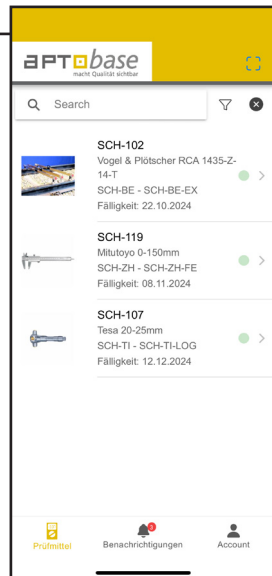 aPTobase
macht Qualität sichtbar
Search
SCH-102
Vogel & Plötscher RCA 1435-Z-
14-T
SCH-BE - SCH-BE-EX
Fälligkeit: 22.10.2024
SCH-119
Mitutoyo 0-150mm
SCH-ZH - SCH-ZH-FE
Fälligkeit: 08.11.2024
SCH-107
Tesa 20-25mm
SCH-TI - SCH-TI-LOG
Fälligkeit: 12.12.2024
Prüfmittel
Benachrichtigungen
Account